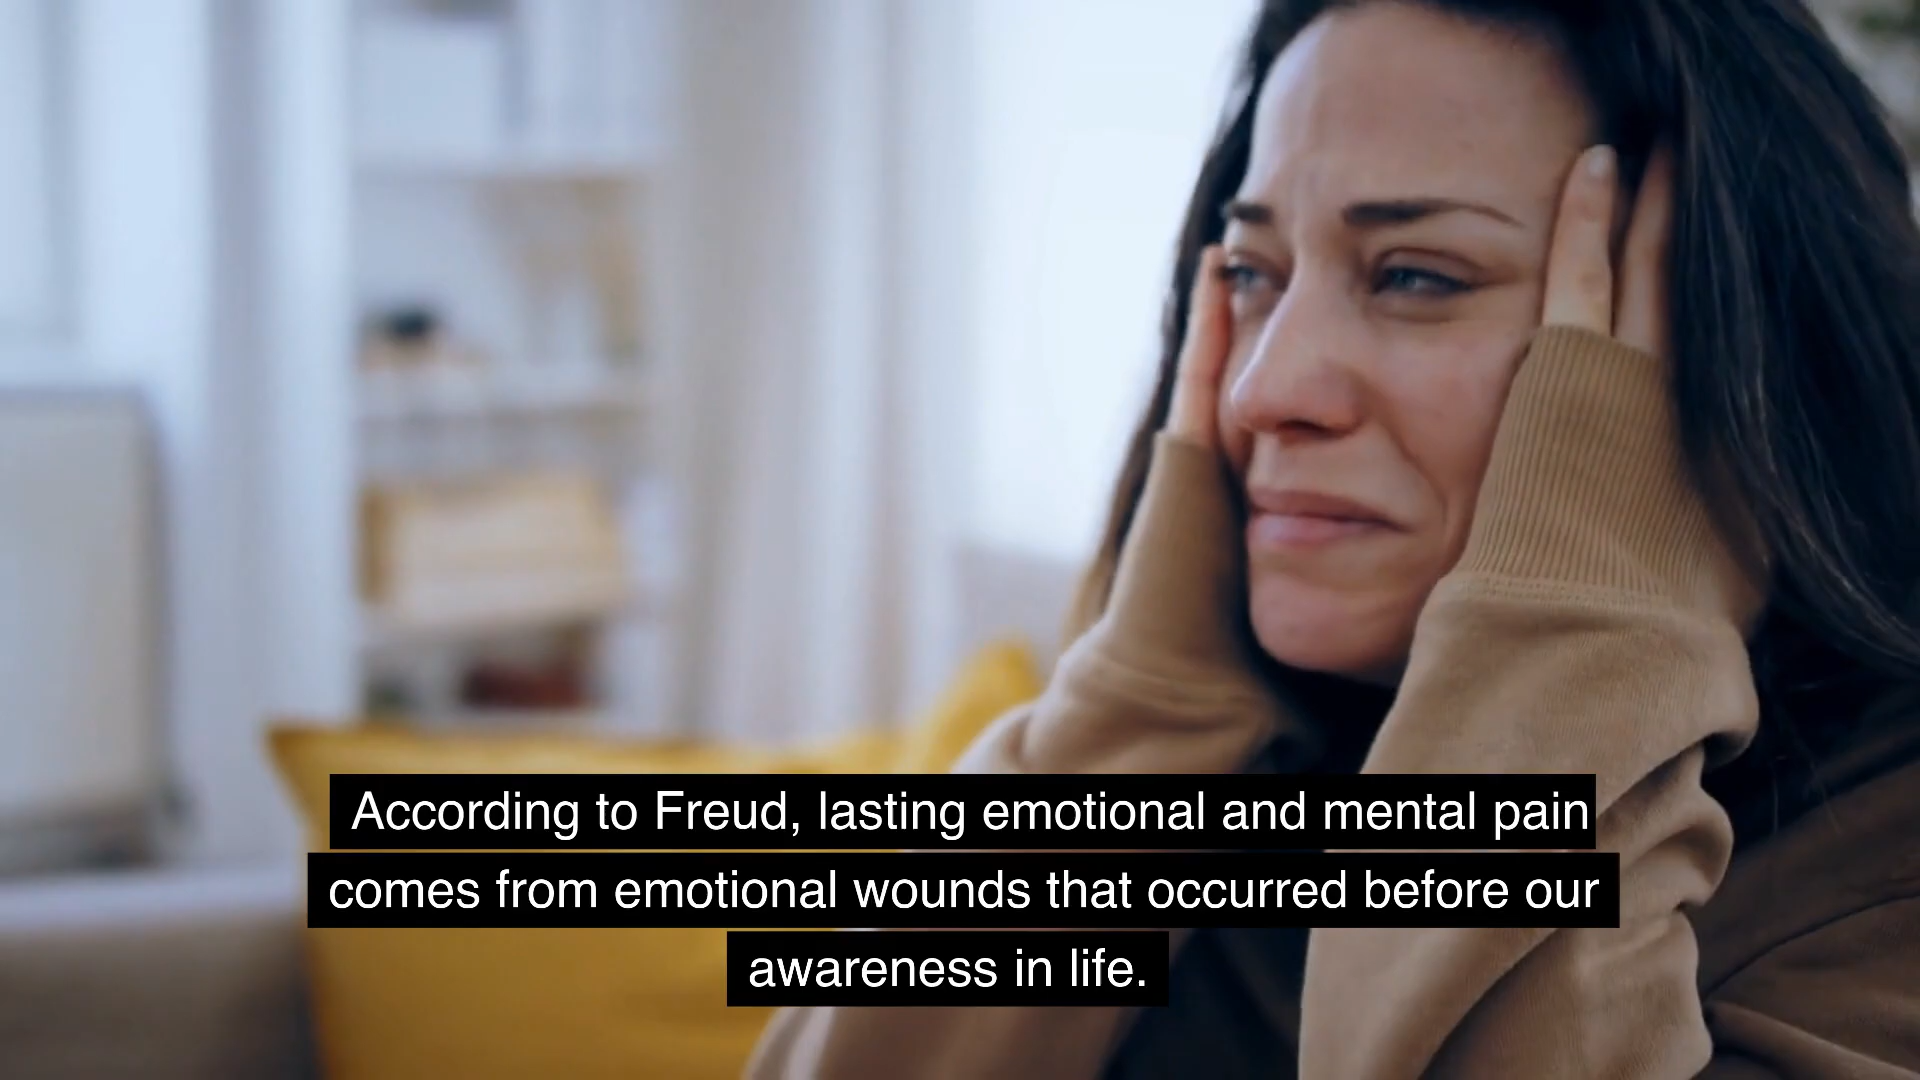 According to Freud, lasting emotional and mental pain
comes from emotional wounds that occurred before our
awareness in life.